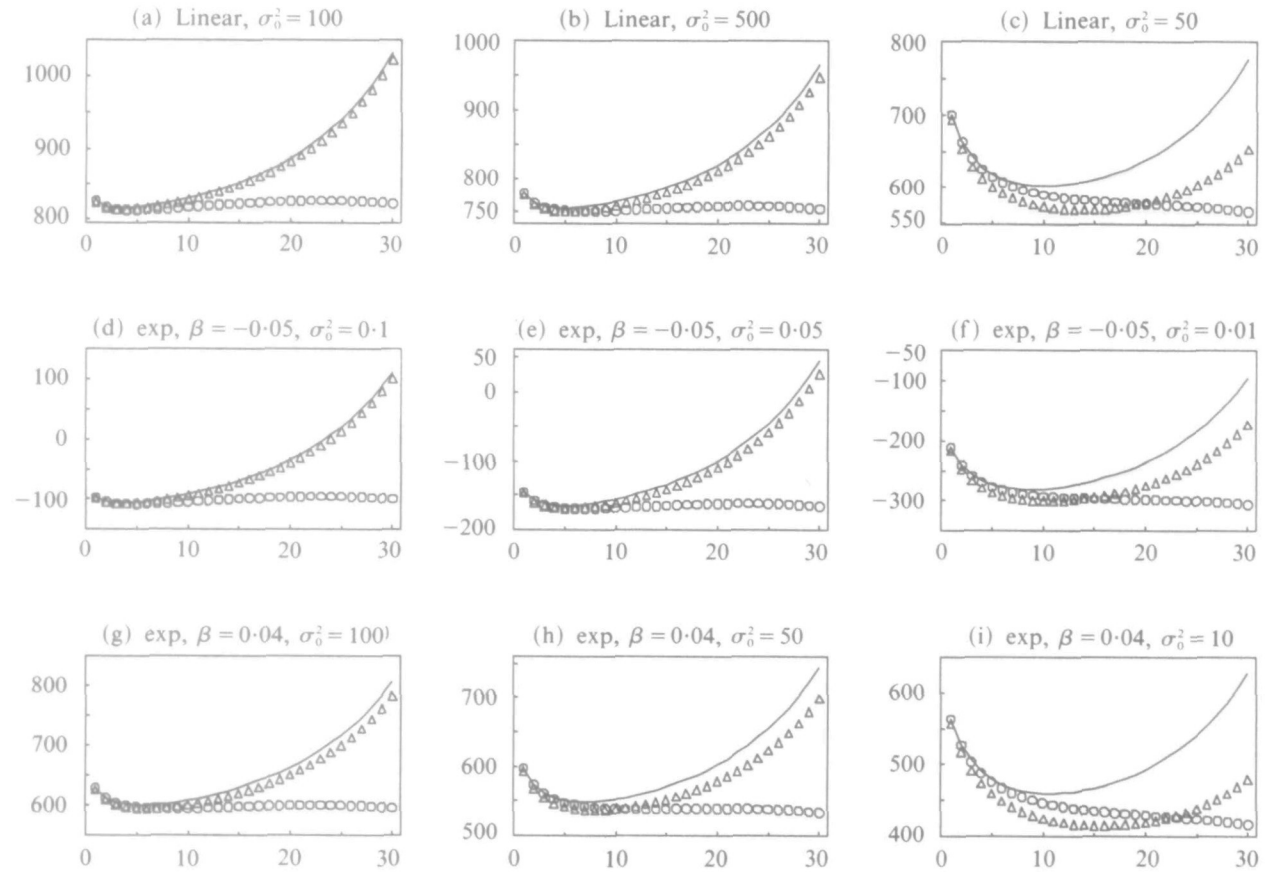 (a) Linear, σ₀² = 100
1000
900
800
0 10 20 30
(b) Linear, σ₀² = 500
1000
900
800
750
0 10 20 30
(c) Linear, σ₀² = 50
800
700
600
550
0 10 20 30
(d) exp, β = −0·05, σ₀² = 0·1
100
0
−100
0 10 20 30
(e) exp, β = −0·05, σ₀² = 0·05
50
0
−100
−200
0 10 20 30
(f) exp, β = −0·05, σ₀² = 0·01
−50
−100
−200
−300
0 10 20 30
(g) exp, β = 0·04, σ₀² = 100)
800
700
600
0 10 20 30
(h) exp, β = 0·04, σ₀² = 50
700
600
500
0 10 20 30
(i) exp, β = 0·04, σ₀² = 10
600
500
400
0 10 20 30